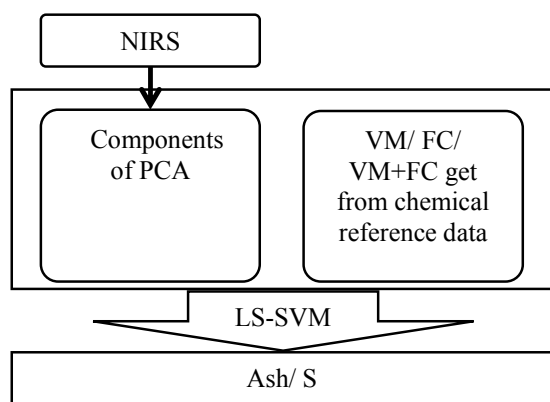 NIRS
Components
of PCA
VM/ FC/
VM+FC get
from chemical
reference data
LS-SVM
Ash/ S